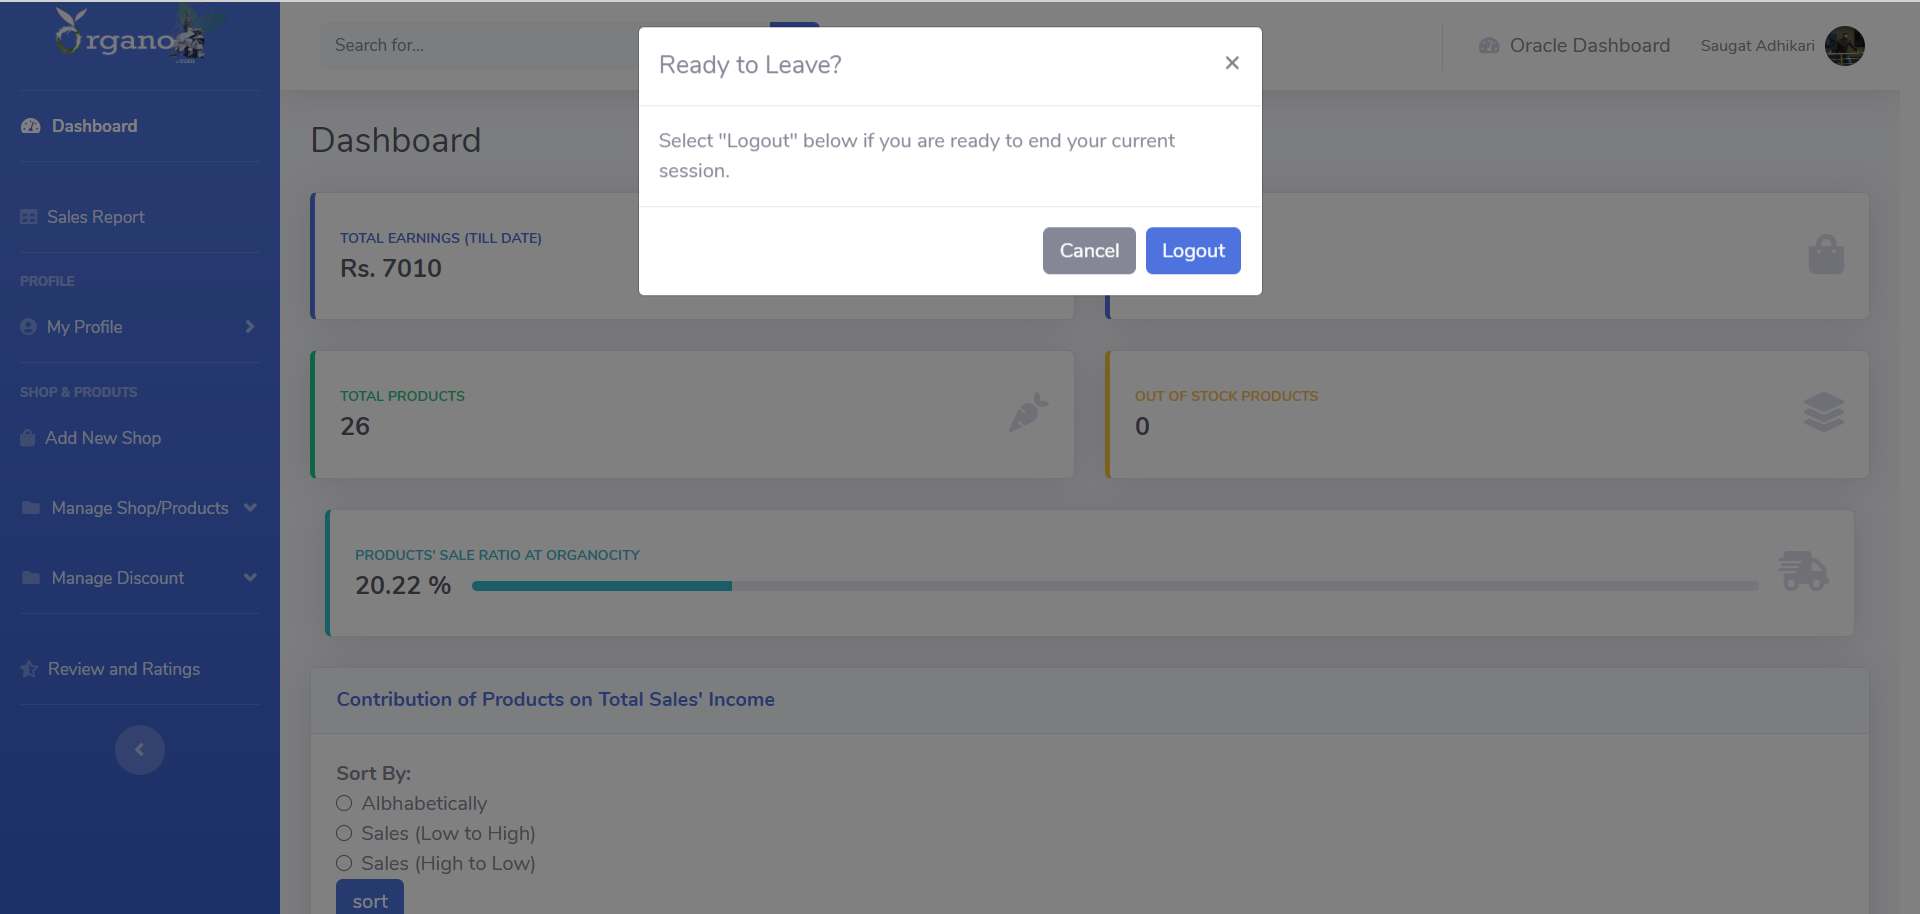 Organo
Dashboard
Sales Report
PROFILE
My Profile
SHOP & PRODUTS
Add New Shop
Manage Shop/Products
Manage Discount
Review and Ratings
Search for...
Oracle Dashboard
Saugat Adhikari
Ready to Leave?
×
Select "Logout" below if you are ready to end your current
session.
Cancel
Logout
Dashboard
TOTAL EARNINGS (TILL DATE)
Rs. 7010
TOTAL PRODUCTS
26
OUT OF STOCK PRODUCTS
0
PRODUCTS' SALE RATIO AT ORGANOCITY
20.22 %
Contribution of Products on Total Sales' Income
Sort By:
Albhabetically
Sales (Low to High)
Sales (High to Low)
sort